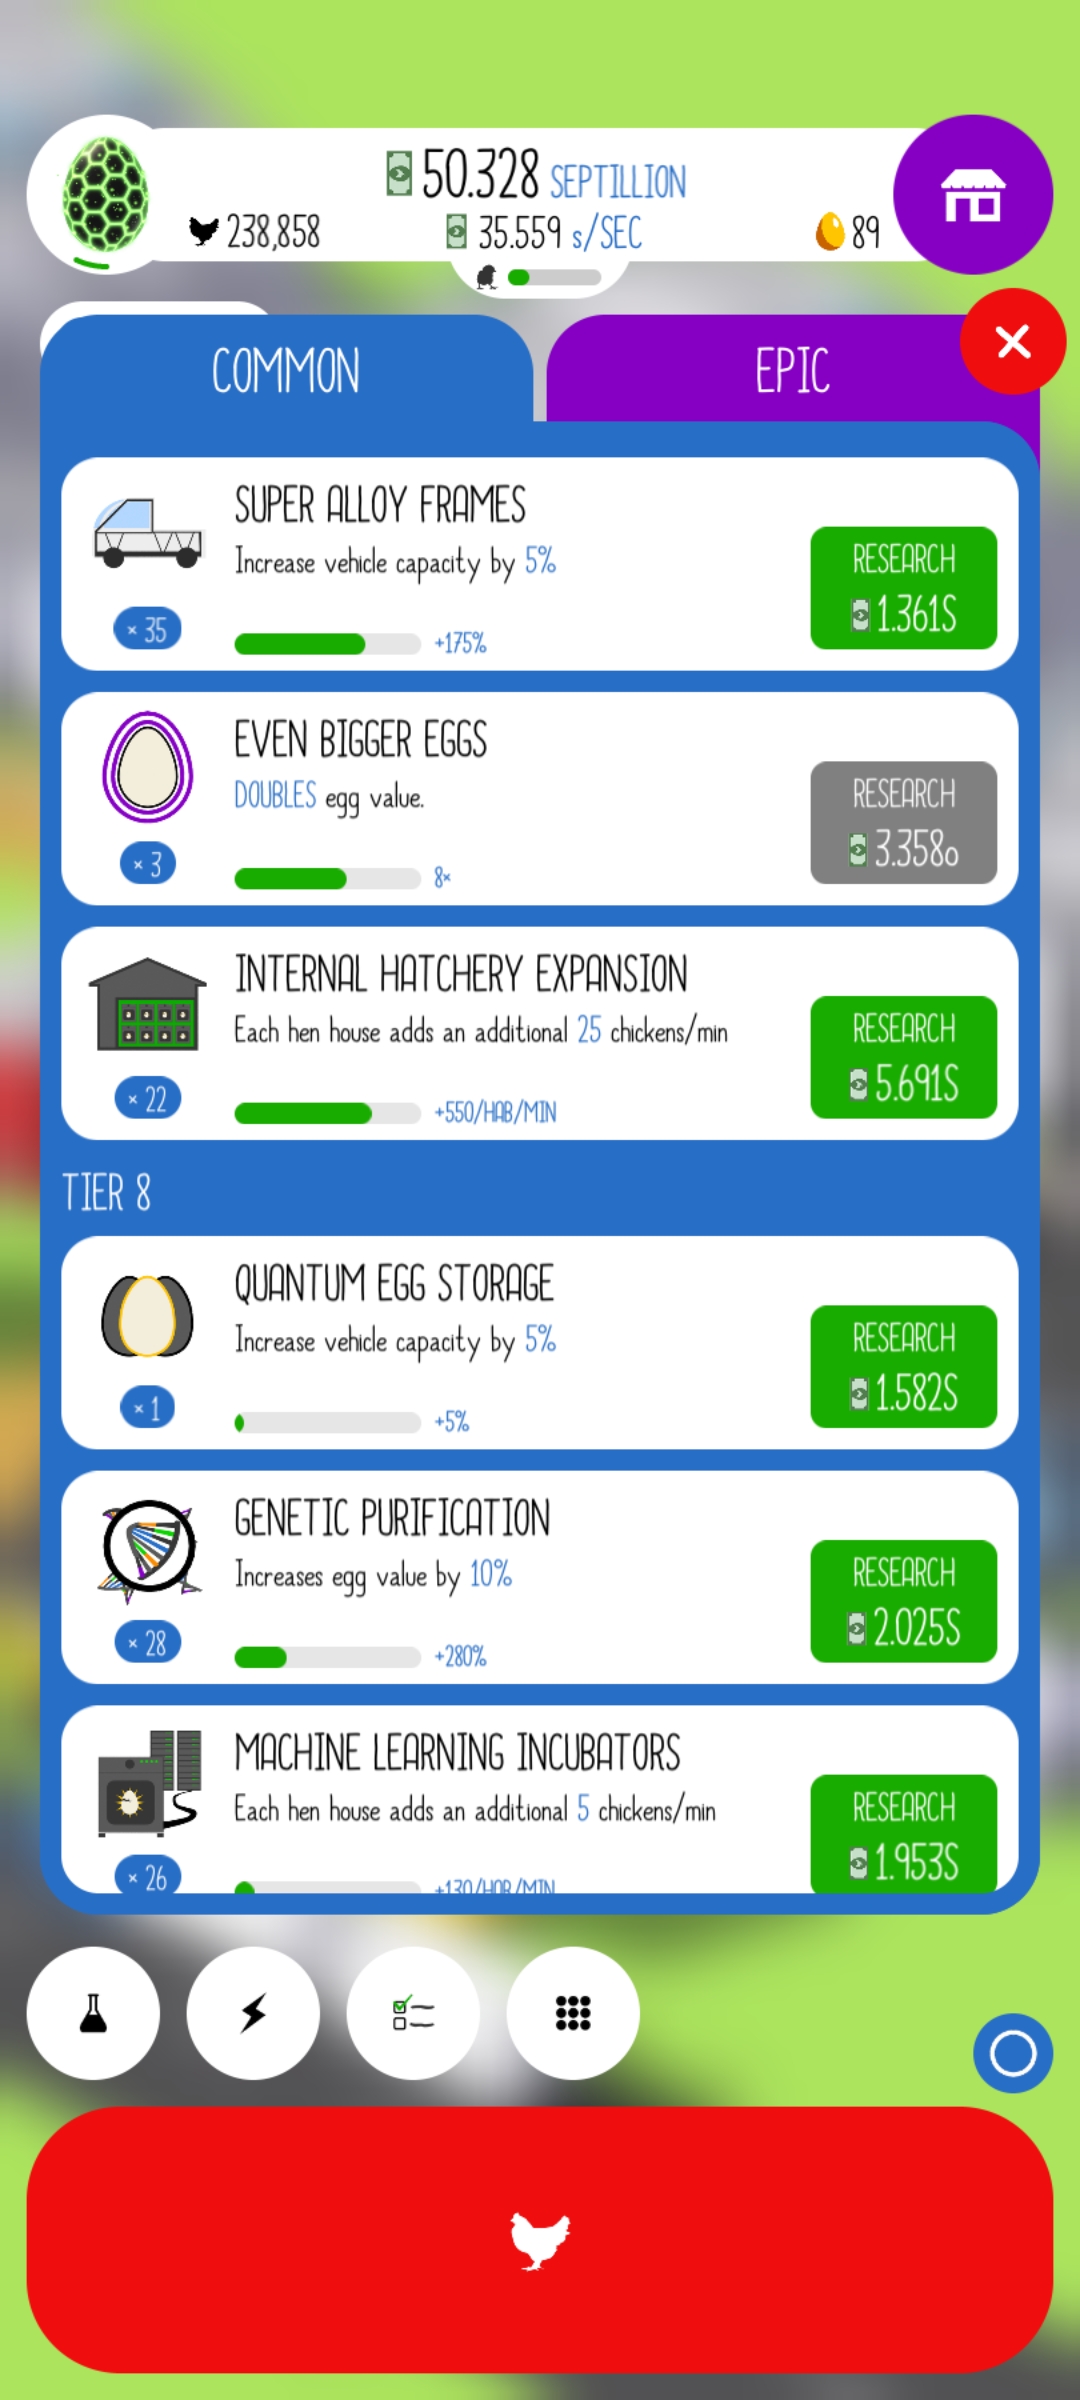 50.328 SEPTILLION
238,858
35.559 s/SEC
89
COMMON
EPIC
SUPER ALLOY FRAMES
Increase vehicle capacity by 5%
RESEARCH
1.361S
× 35
+175%
EVEN BIGGER EGGS
DOUBLES egg value.
RESEARCH
3.358o
× 3
8×
INTERNAL HATCHERY EXPANSION
Each hen house adds an additional 25 chickens/min
RESEARCH
5.691S
× 22
+550/HAB/MIN
TIER 8
QUANTUM EGG STORAGE
Increase vehicle capacity by 5%
RESEARCH
1.582S
× 1
+5%
GENETIC PURIFICATION
Increases egg value by 10%
RESEARCH
2.025S
× 28
+280%
MACHINE LEARNING INCUBATORS
Each hen house adds an additional 5 chickens/min
RESEARCH
1.953S
× 26
+130/HAB/MIN